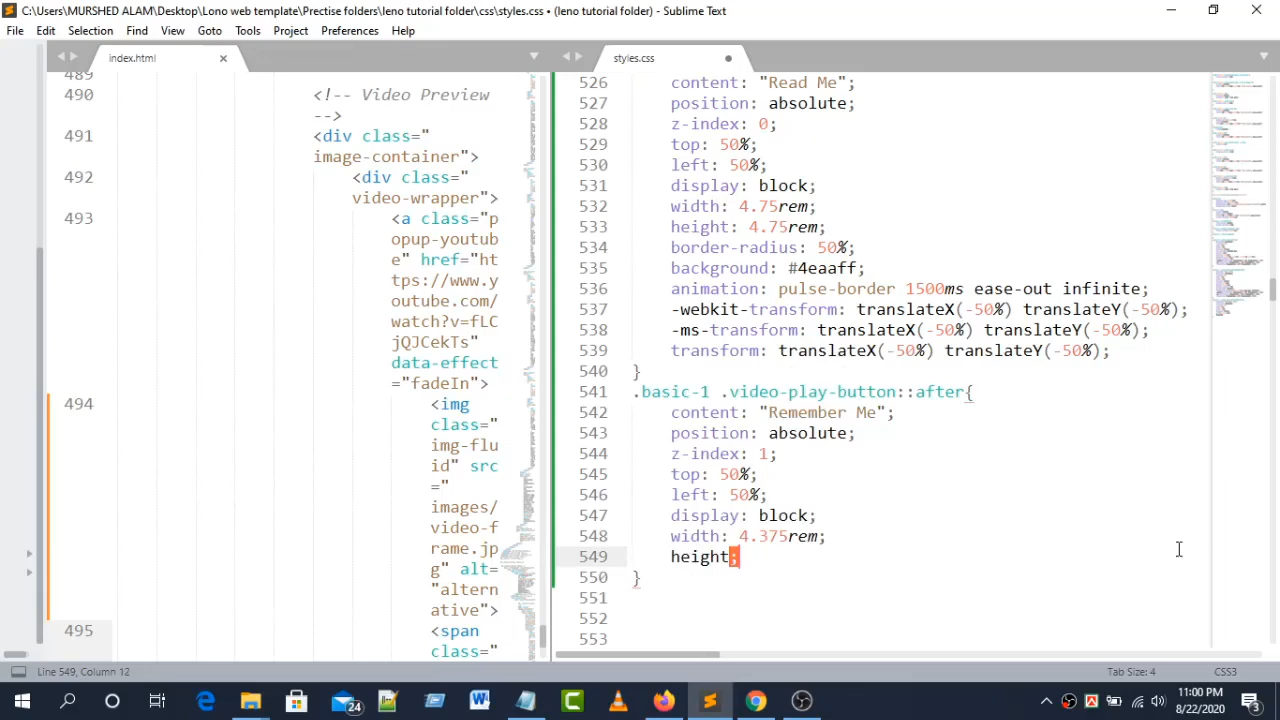 C:\Users\MURSHED ALAM\Desktop\Lono web template\Prectise folders\leno tutorial folder\css\styles.css • (leno tutorial folder) - Sublime Text
File Edit Selection Find View Goto Tools Project Preferences Help
index.html
489
490 <!-- Video Preview
-->
491 <div class="
image-container">
492 <div class="
video-wrapper">
493 <a class="p
opup-youtub
e" href="ht
tps://www.y
outube.com/
watch?v=fLC
jQJCekTs"
data-effect
="fadeIn">
494 <img
class="
img-flu
id" src
="
images/
video-f
rame.jp
g" alt=
"altern
ative">
495 <span
class="
styles.css
526 content: "Read Me";
527 position: absolute;
528 z-index: 0;
529 top: 50%;
530 left: 50%;
531 display: block;
532 width: 4.75rem;
533 height: 4.75rem;
534 border-radius: 50%;
535 background: #4eaaff;
536 animation: pulse-border 1500ms ease-out infinite;
537 -webkit-transform: translateX(-50%) translateY(-50%);
538 -ms-transform: translateX(-50%) translateY(-50%);
539 transform: translateX(-50%) translateY(-50%);
540 }
541 .basic-1 .video-play-button::after{
542 content: "Remember Me";
543 position: absolute;
544 z-index: 1;
545 top: 50%;
546 left: 50%;
547 display: block;
548 width: 4.375rem;
549 height;
550 }
551
552
553
Line 549, Column 12
Tab Size: 4
CSS3
24
11:00 PM
8/22/2020
3